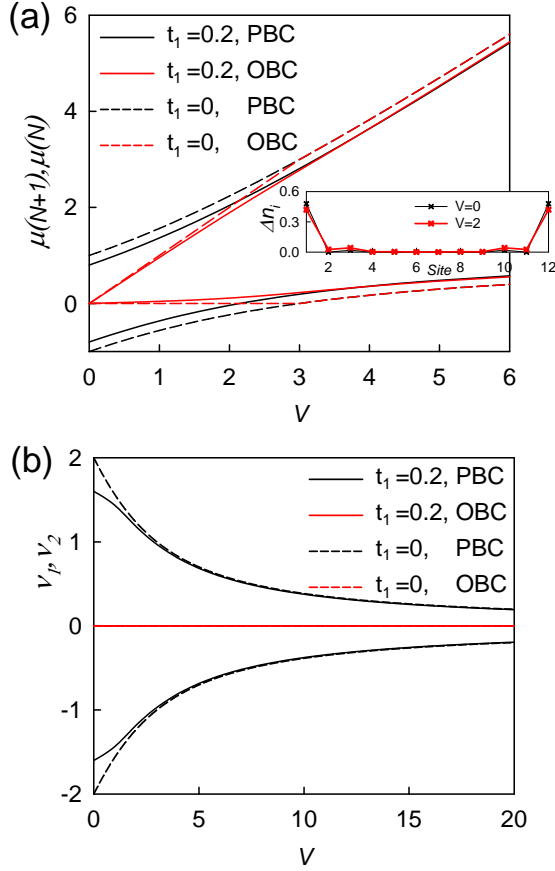 (a)
6
4
2
0
μ(N+1),μ(N)
t1=0.2, PBC
t1=0.2, OBC
t1=0, PBC
t1=0, OBC
0.6
0.3
0.0
Δni
V=0
V=2
2 4 6 Site 8 10 12
0 1 2 3 4 5 6
V
(b)
2
1
0
-1
-2
ν1, ν2
t1=0.2, PBC
t1=0.2, OBC
t1=0, PBC
t1=0, OBC
0 5 10 15 20
V